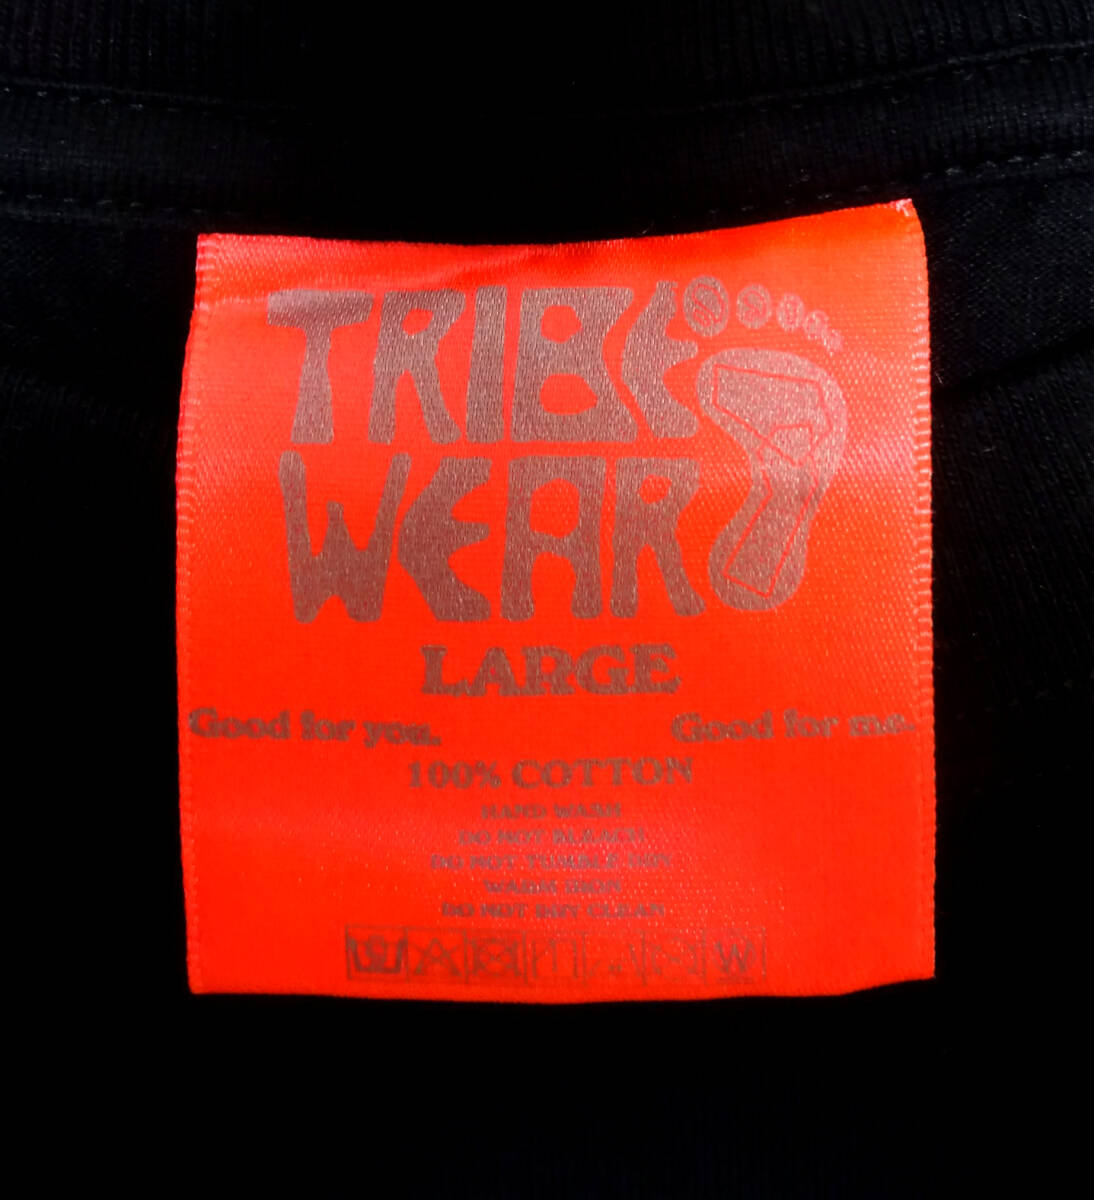 TRIBE
WEAR
LARGE
Good for you. Good for me.
100% COTTON
HAND WASH
DO NOT BLEACH
DO NOT TUMBLE DRY
WARM IRON
DO NOT DRY CLEAN
W